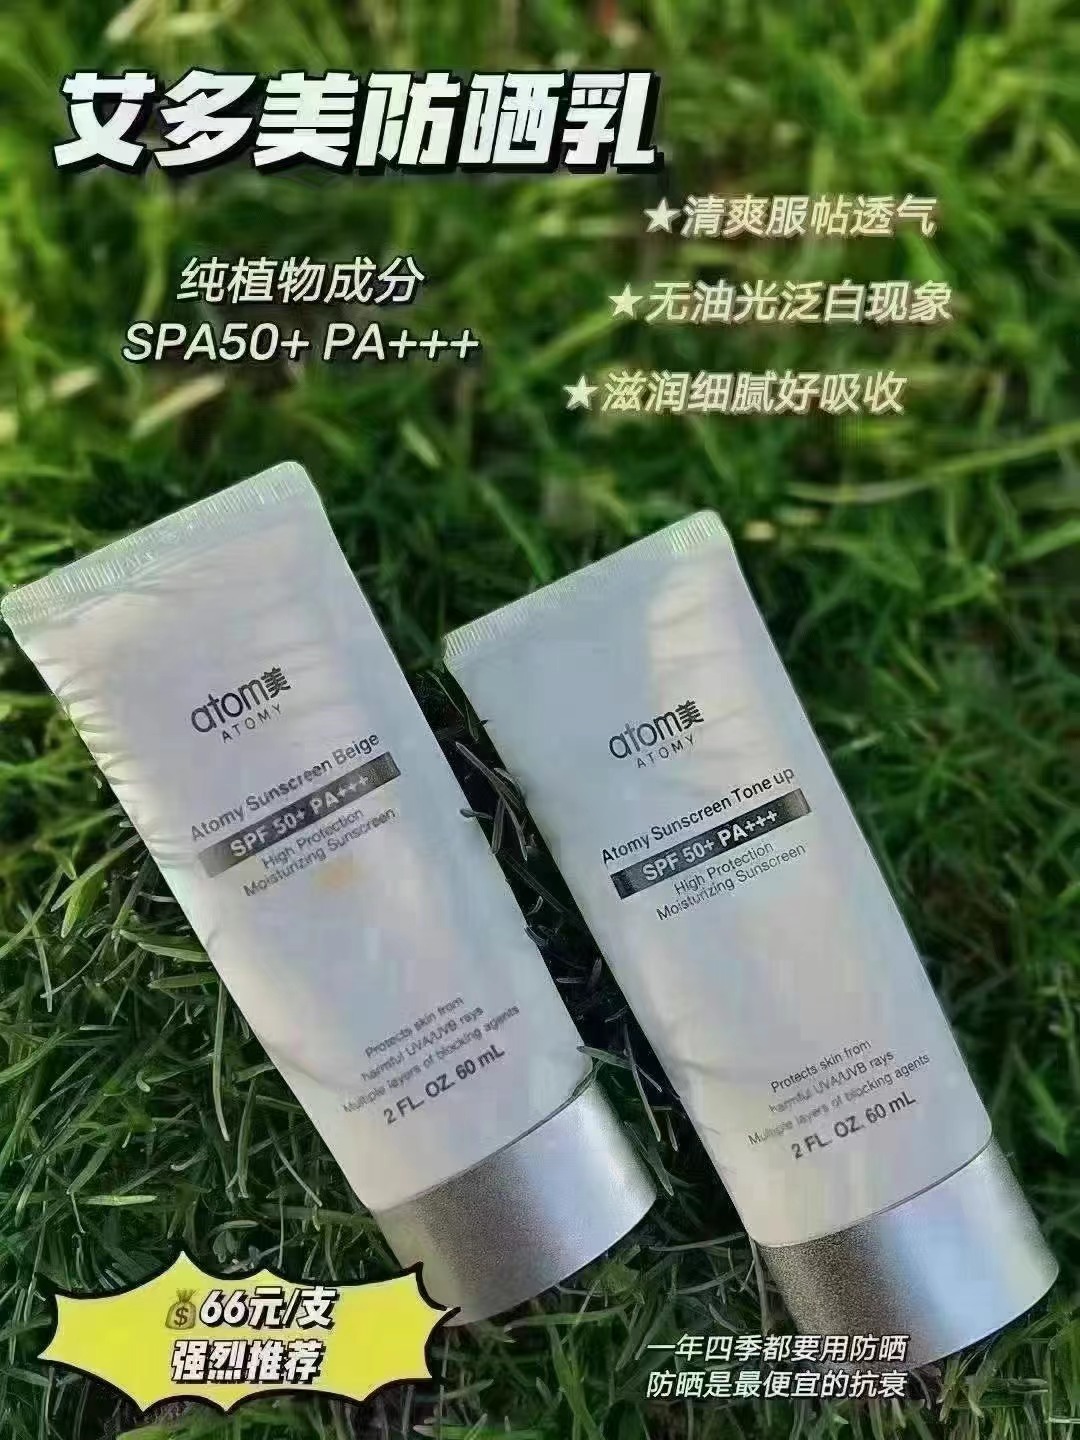 艾多美防晒乳
★清爽服帖透气
纯植物成分
SPA50+ PA+++
★无油光泛白现象
★滋润细腻好吸收
atom美
ATOMY
Atomy Sunscreen Beige
SPF 50+ PA+++
High Protection
Moisturizing Sunscreen
Protects skin from
harmful UVA/UVB rays
Multiple layers of blocking agents
2 FL. OZ. 60 mL
atom美
ATOMY
Atomy Sunscreen Tone up
SPF 50+ PA+++
High Protection
Moisturizing Sunscreen
Protects skin from
harmful UVA/UVB rays
Multiple layers of blocking agents
2 FL. OZ. 60 mL
💰66元/支
强烈推荐
一年四季都要用防晒
防晒是最便宜的抗衰